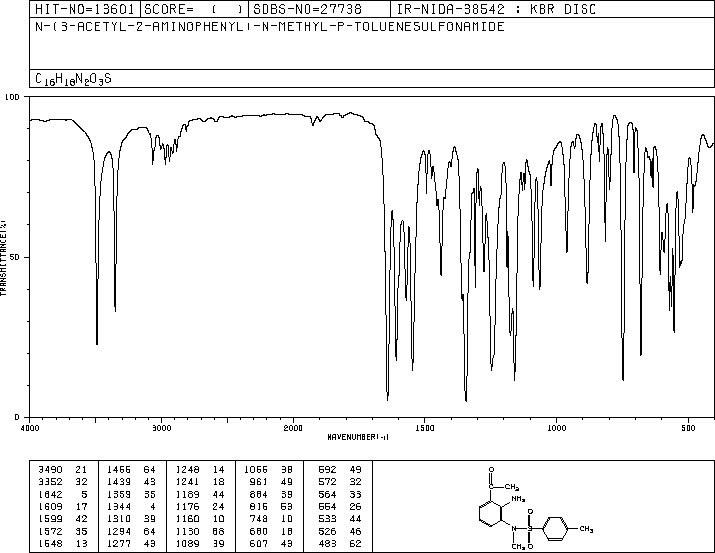 HIT-NO=13601 SCORE= ( ) SDBS-NO=27738 IR-NIDA-38542 : KBR DISC
N-(3-ACETYL-2-AMINOPHENYL)-N-METHYL-P-TOLUENESULFONAMIDE
C16H18N2O3S
100
50
0
TRANSMITTANCE(%)
4000 3000 2000 1500 1000 500
WAVENUMBER(-1)
3490 21 1466 64 1248 14 1066 38 592 49
3352 32 1439 43 1241 18 961 49 572 32
1642 5 1359 35 1189 44 884 39 564 33
1609 17 1344 4 1176 24 816 53 554 26
1599 42 1310 39 1160 10 748 10 533 44
1572 35 1294 64 1130 68 680 18 526 46
1548 13 1277 43 1089 39 607 43 483 62
O
C CH3
NH2
O
N S CH3
CH3 O